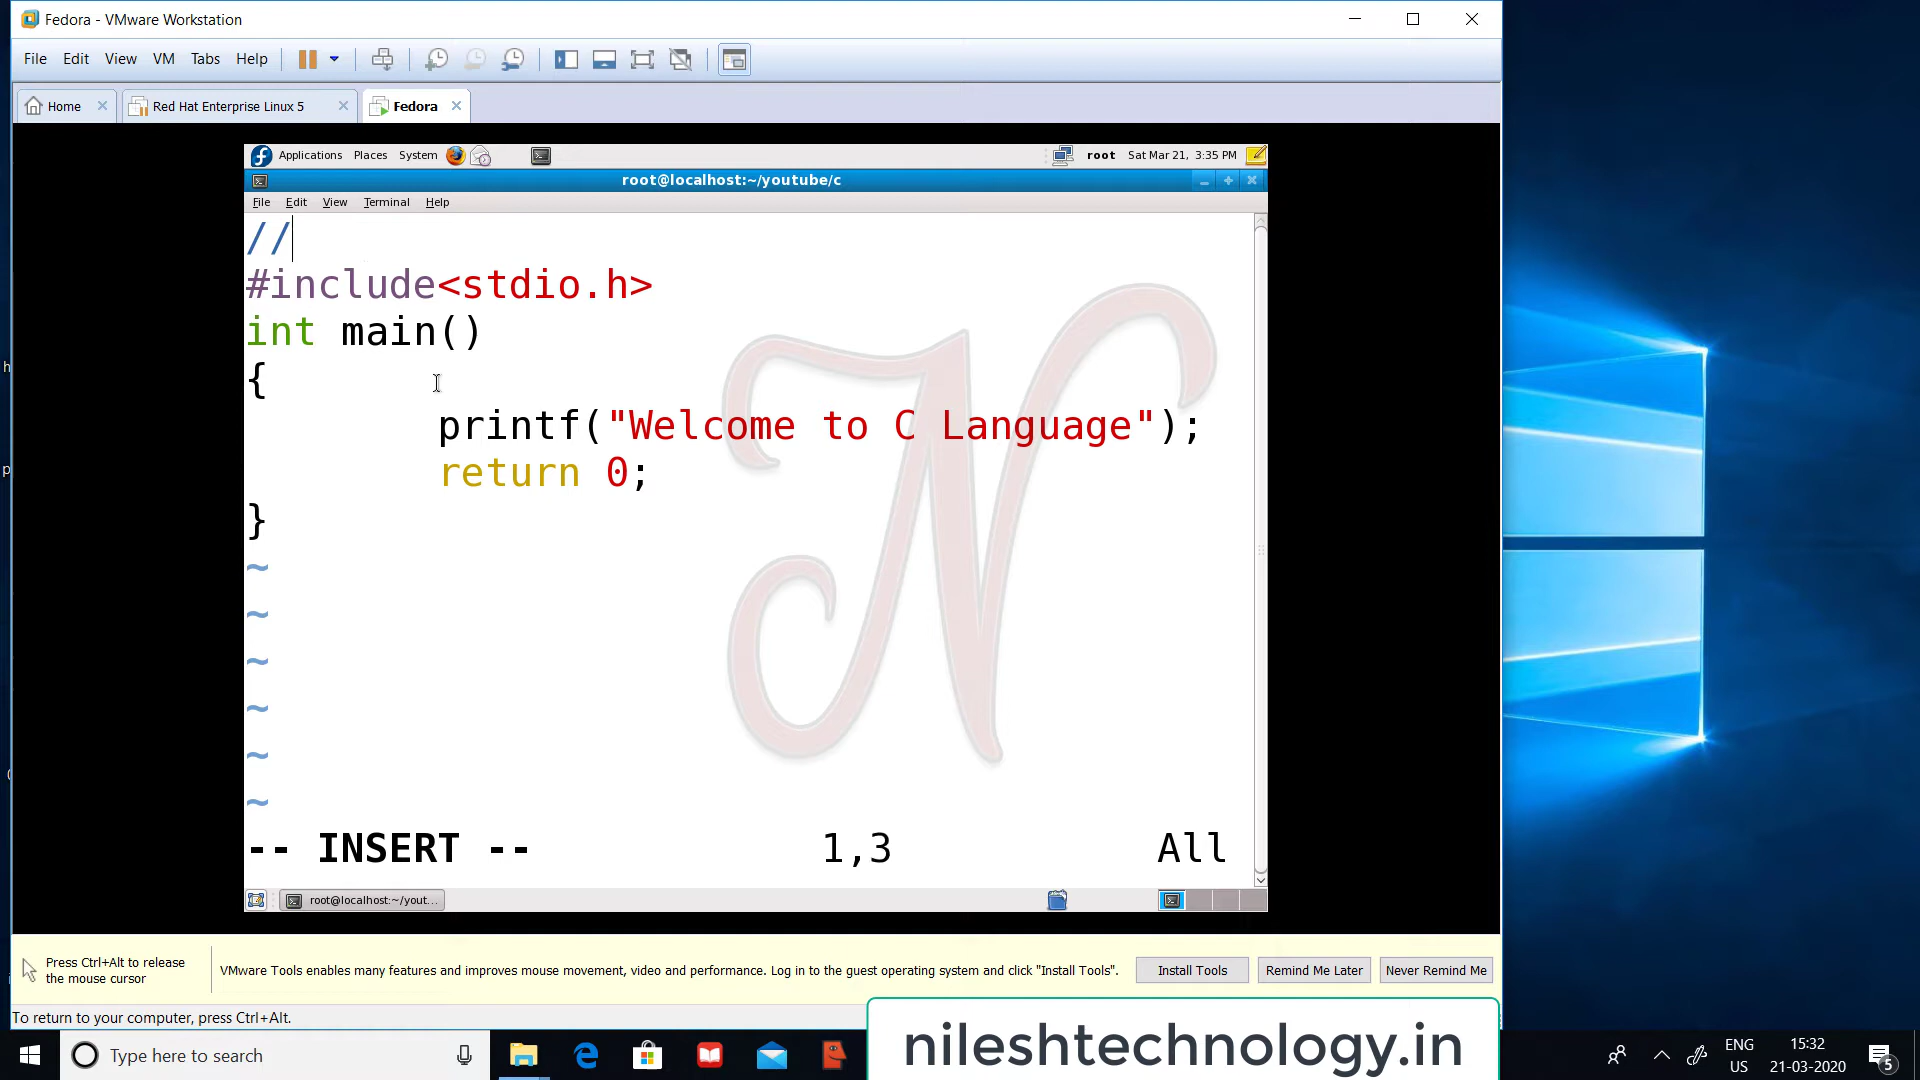 Fedora - VMware Workstation
File Edit View VM Tabs Help
Home Red Hat Enterprise Linux 5 Fedora
Applications Places System root Sat Mar 21, 3:35 PM
root@localhost:~/youtube/c
File Edit View Terminal Help
//
#include<stdio.h>
int main()
{
printf("Welcome to C Language");
return 0;
}
~
~
~
~
~
~
-- INSERT -- 1,3 All
root@localhost:~/yout...
Press Ctrl+Alt to release
the mouse cursor
VMware Tools enables many features and improves mouse movement, video and performance. Log in to the guest operating system and click "Install Tools".
Install Tools Remind Me Later Never Remind Me
To return to your computer, press Ctrl+Alt.
nileshtechnology.in
Type here to search
ENG
US
15:32
21-03-2020
5
N